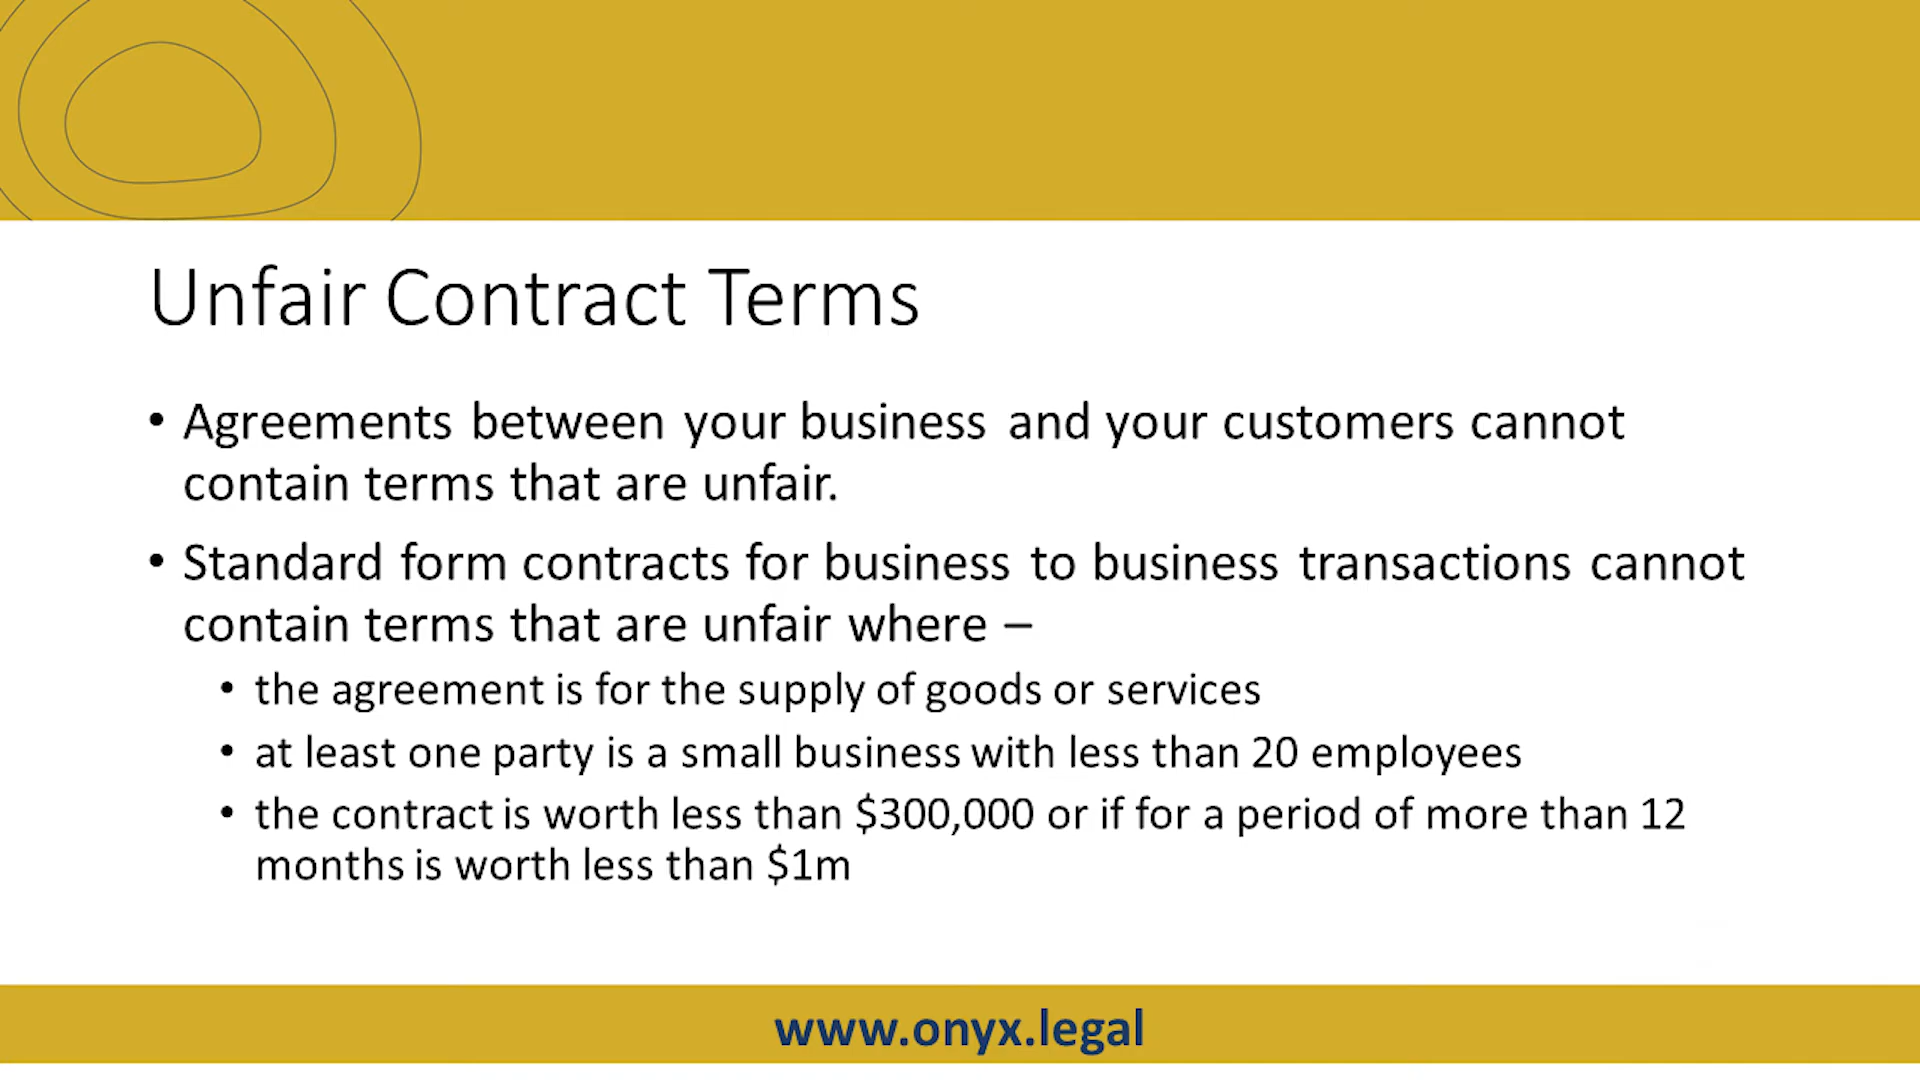 Unfair Contract Terms
• Agreements between your business and your customers cannot
contain terms that are unfair.
• Standard form contracts for business to business transactions cannot
contain terms that are unfair where –
• the agreement is for the supply of goods or services
• at least one party is a small business with less than 20 employees
• the contract is worth less than $300,000 or if for a period of more than 12
months is worth less than $1m
www.onyx.legal